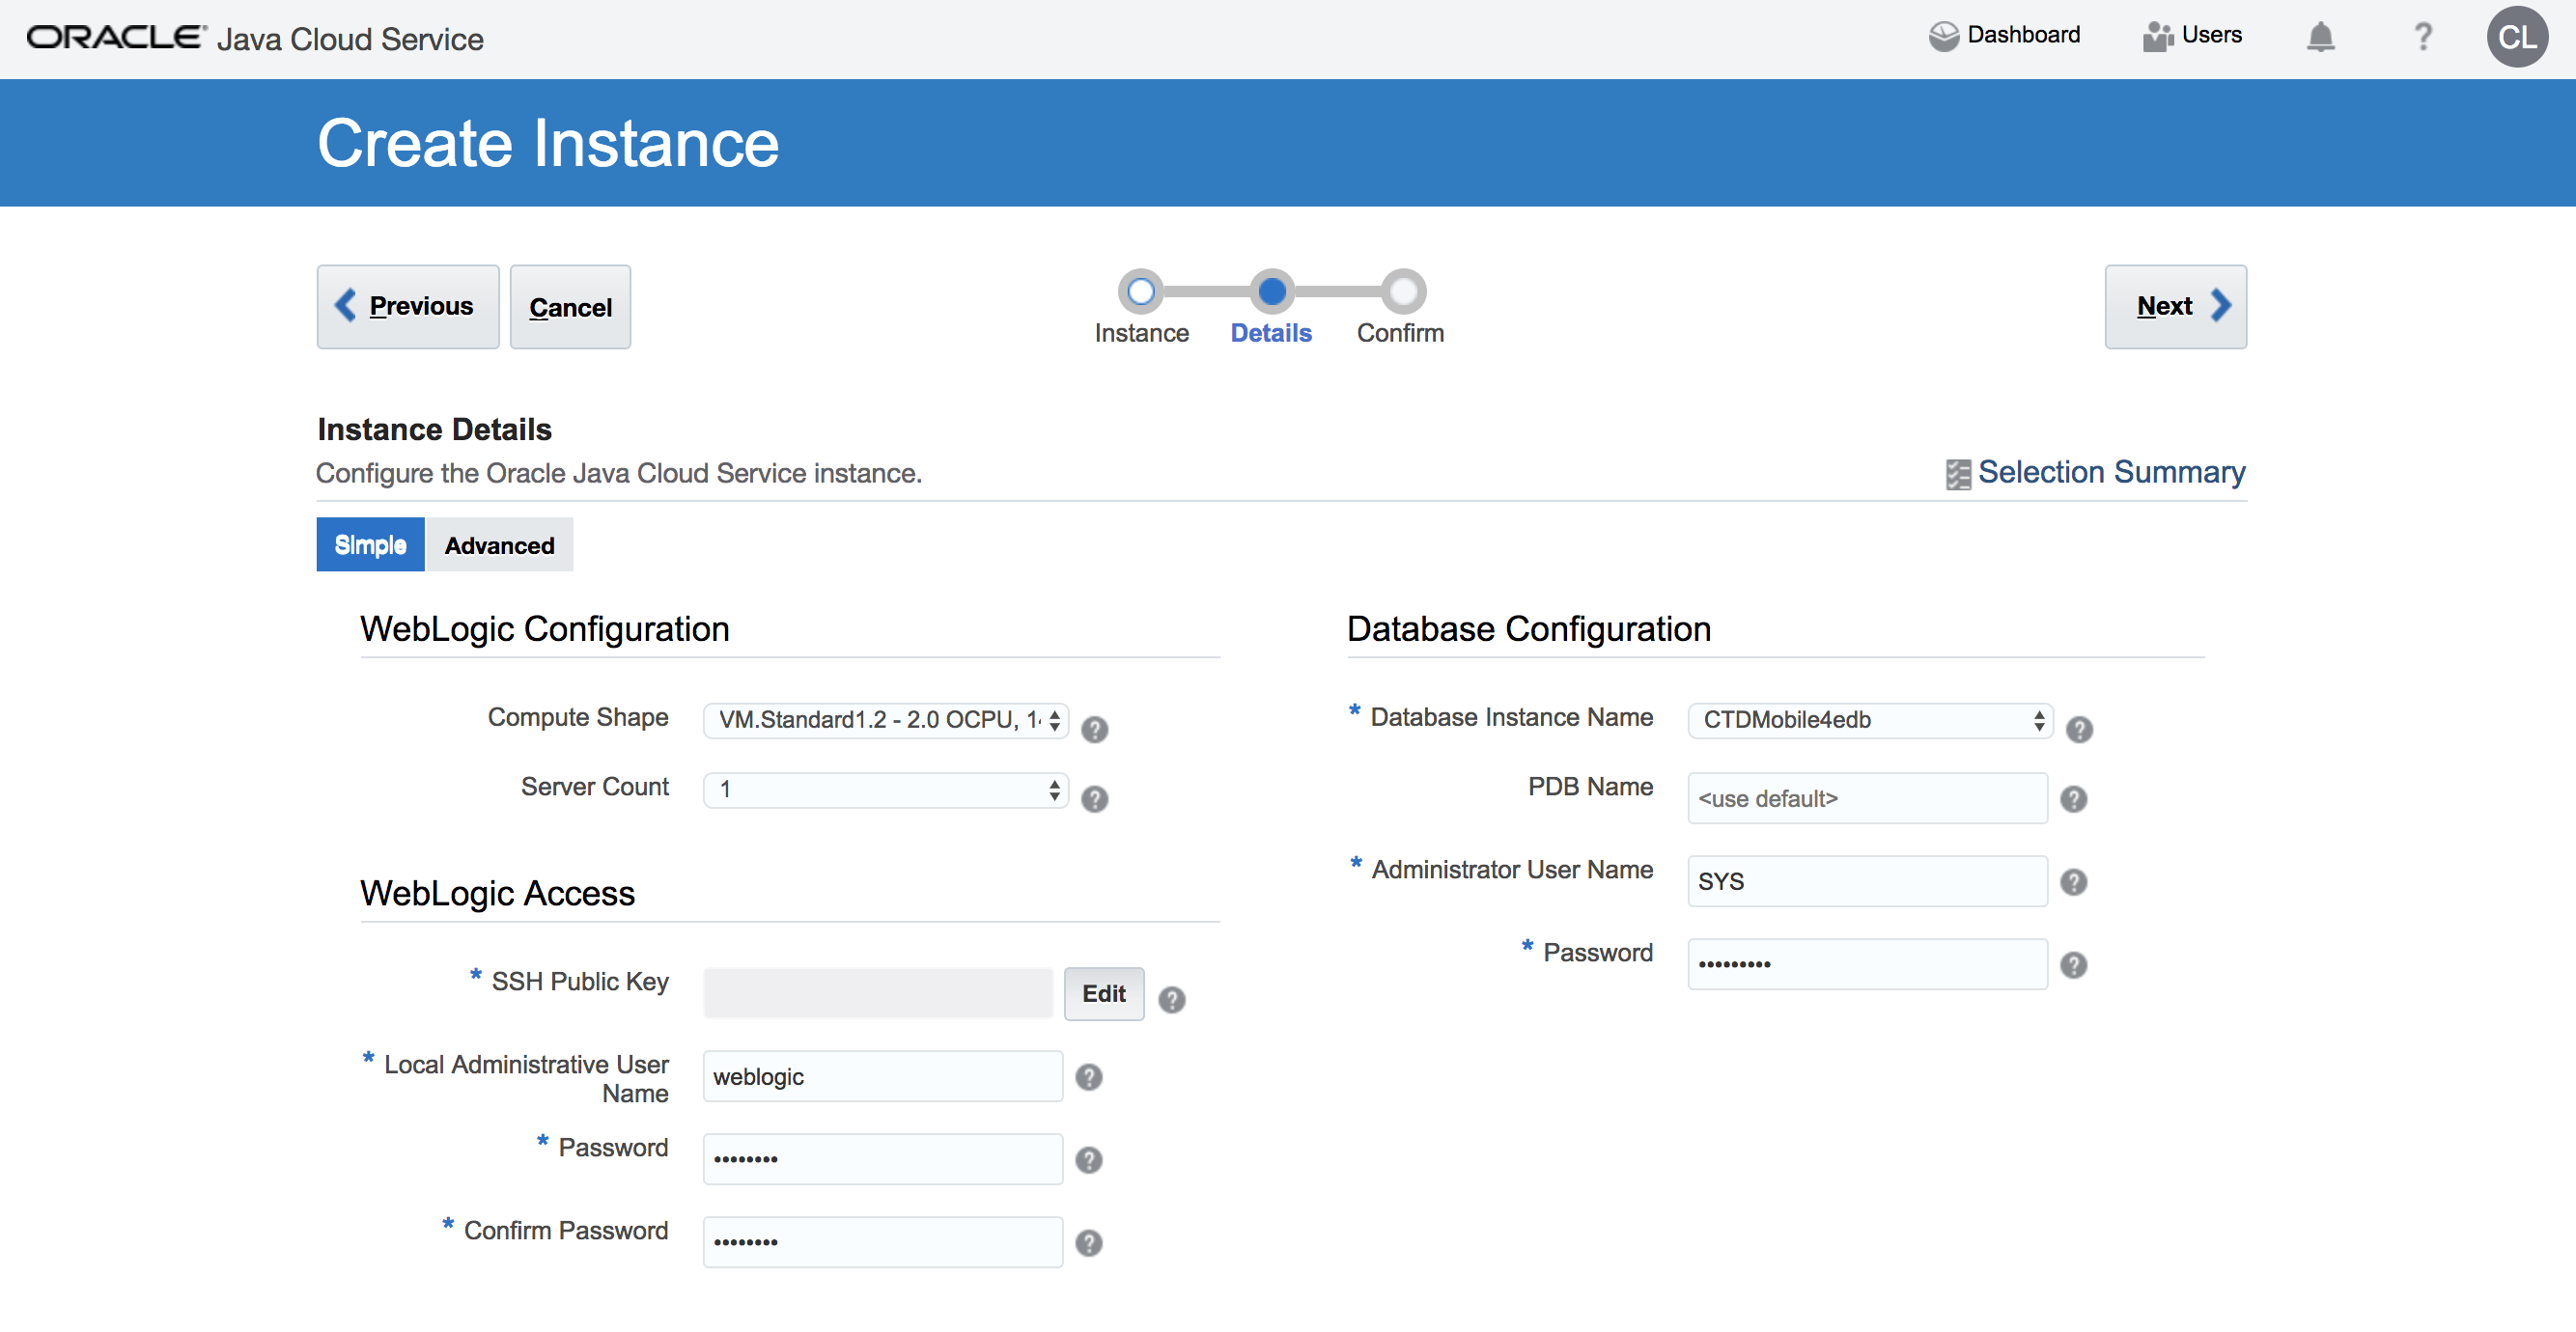 ORACLE Java Cloud Service
Dashboard
Users
?
CL
Create Instance
Previous
Cancel
Instance
Details
Confirm
Next
Instance Details
Configure the Oracle Java Cloud Service instance.
Selection Summary
Simple
Advanced
WebLogic Configuration
Compute Shape
VM.Standard1.2 - 2.0 OCPU,
?
Server Count
1
?
WebLogic Access
* SSH Public Key
Edit
?
* Local Administrative User
Name
weblogic
?
* Password
••••••••
?
* Confirm Password
••••••••
?
Database Configuration
* Database Instance Name
CTDMobile4edb
?
PDB Name
<use default>
?
* Administrator User Name
SYS
?
* Password
•••••••••
?